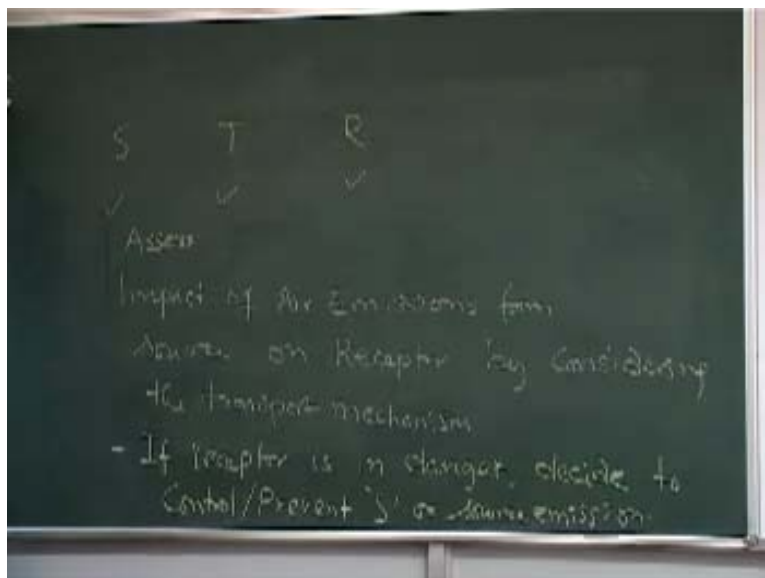 S T R
✓ ✓ ✓
Assess
Impact of Air Emissions from
source on Receptor by Considering
the transport mechanism
- If receptor is in danger, decide to
Control/Prevent 'S' or source emission